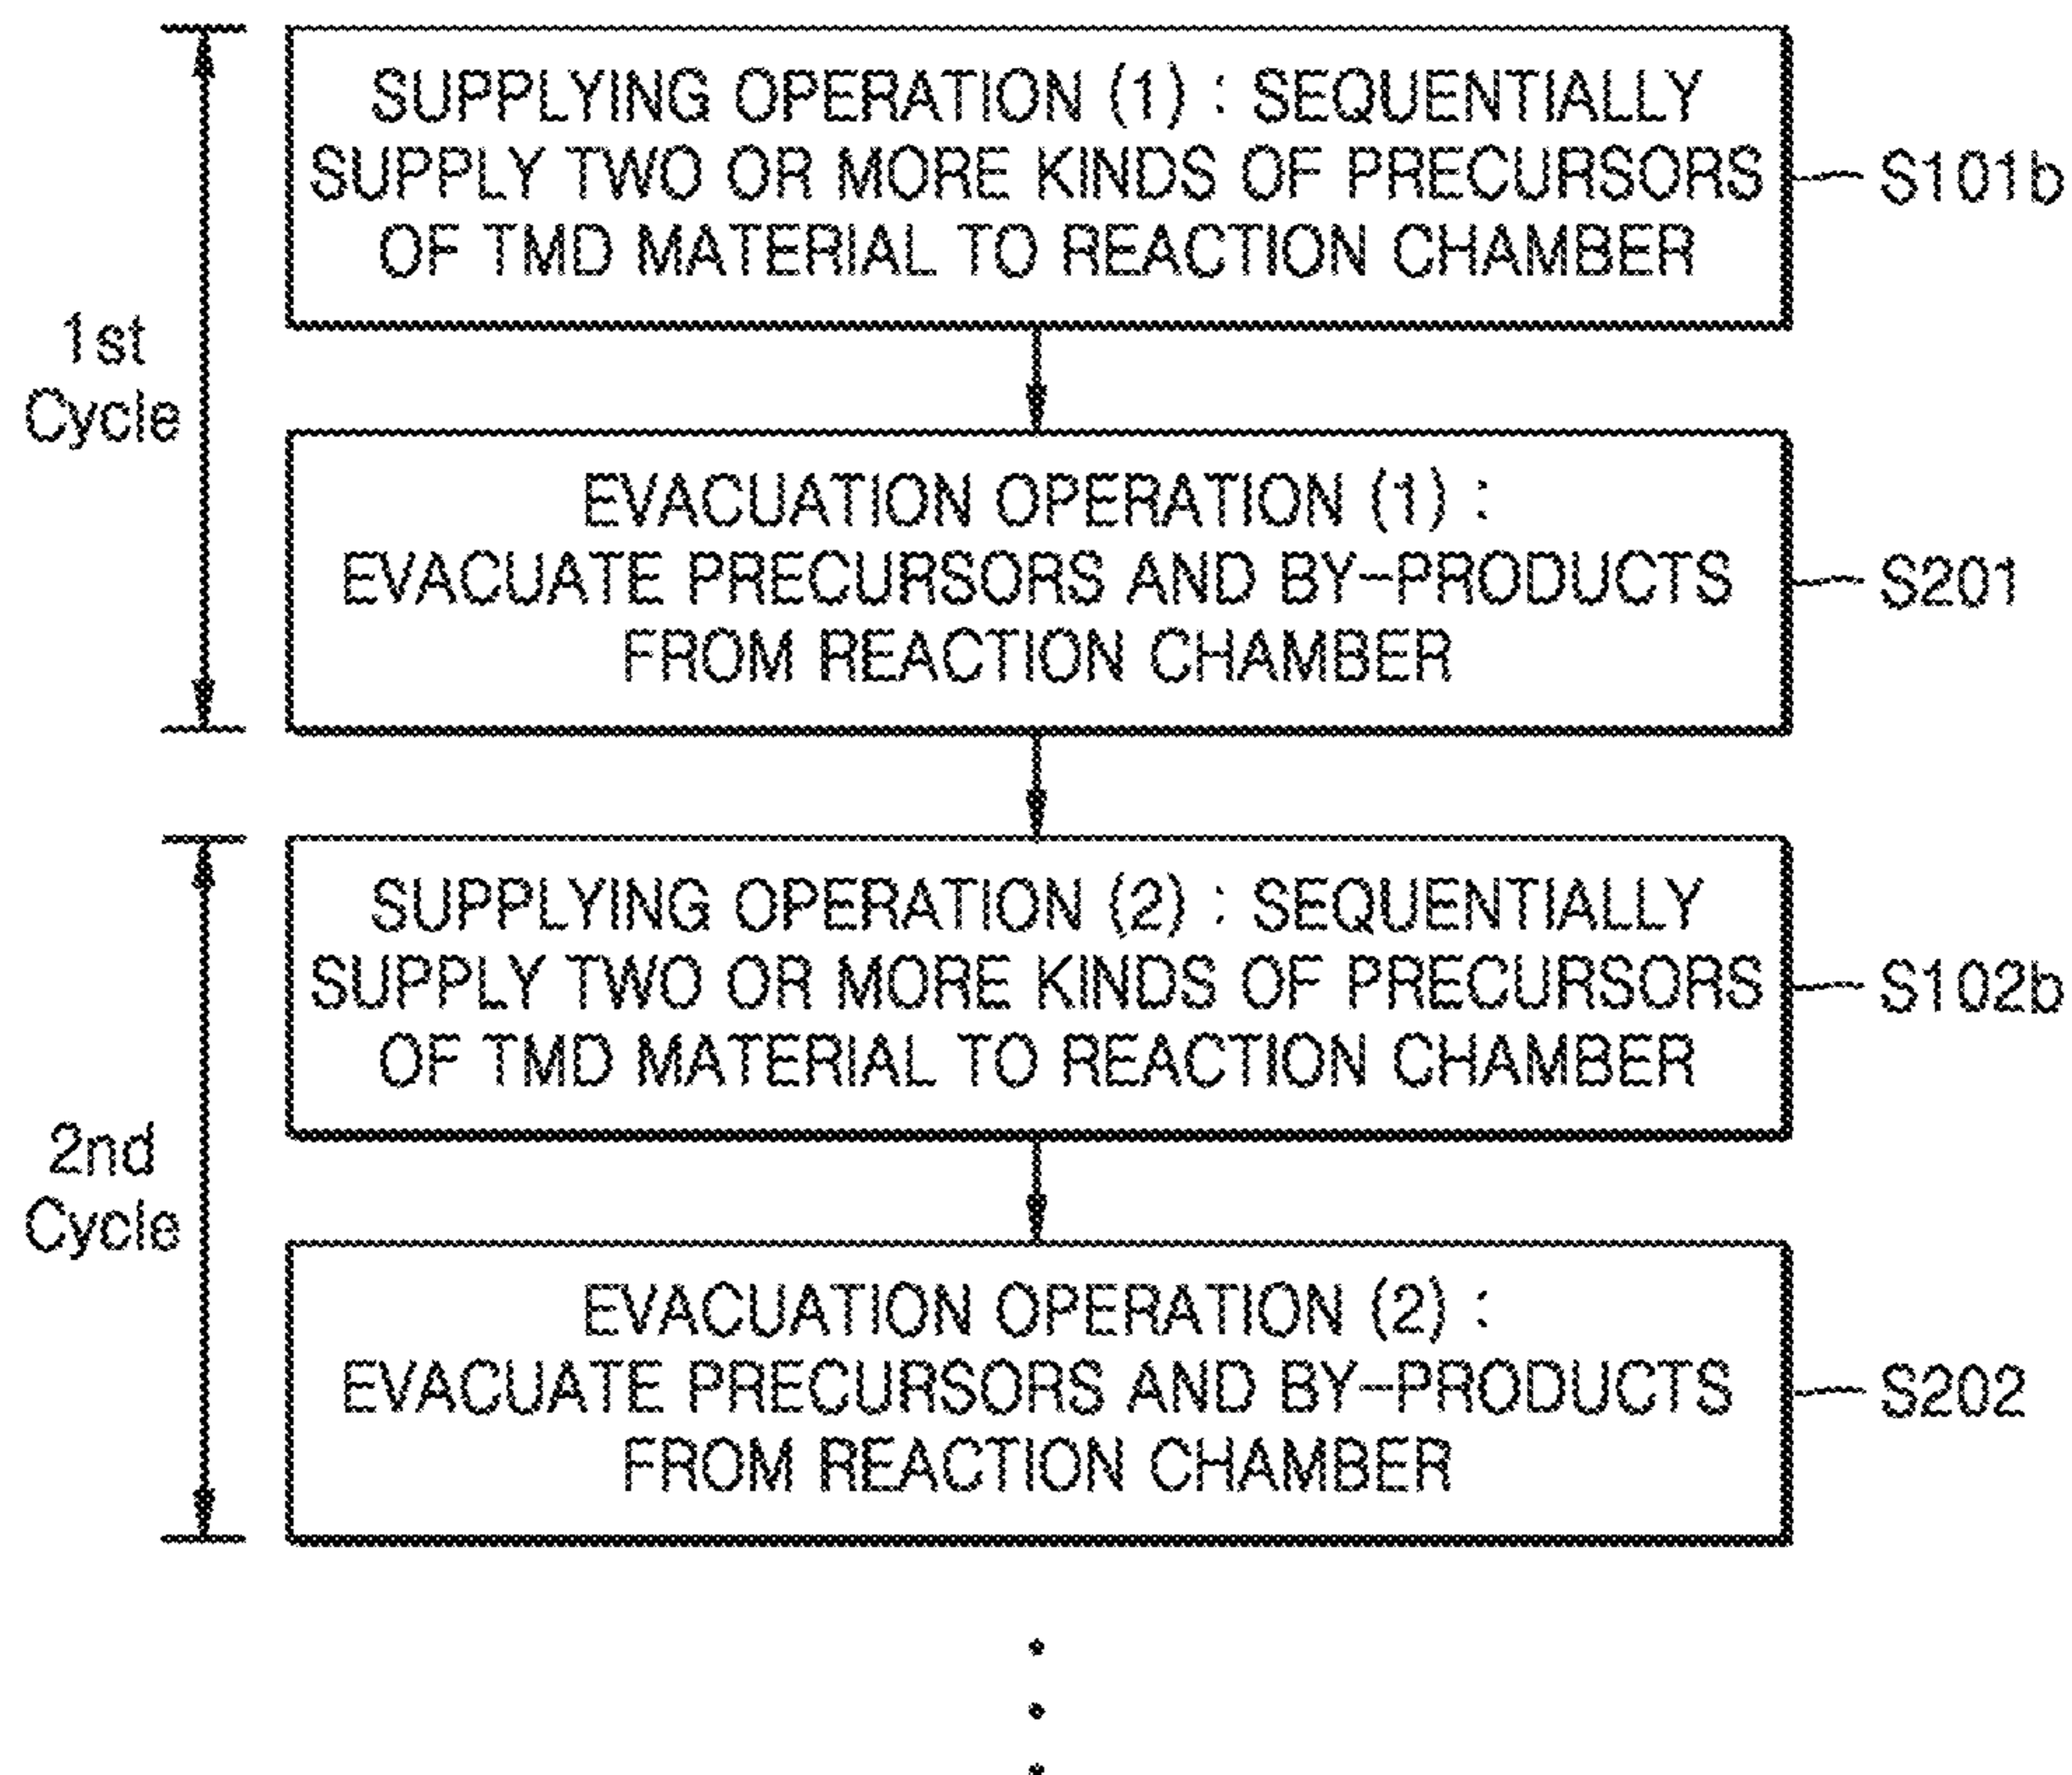 SUPPLYING OPERATION (1) : SEQUENTIALLY
SUPPLY TWO OR MORE KINDS OF PRECURSORS
OF TMD MATERIAL TO REACTION CHAMBER
S101b
1st
Cycle
EVACUATION OPERATION (1) :
EVACUATE PRECURSORS AND BY-PRODUCTS
FROM REACTION CHAMBER
S201
SUPPLYING OPERATION (2) : SEQUENTIALLY
SUPPLY TWO OR MORE KINDS OF PRECURSORS
OF TMD MATERIAL TO REACTION CHAMBER
S102b
2nd
Cycle
EVACUATION OPERATION (2) :
EVACUATE PRECURSORS AND BY-PRODUCTS
FROM REACTION CHAMBER
S202